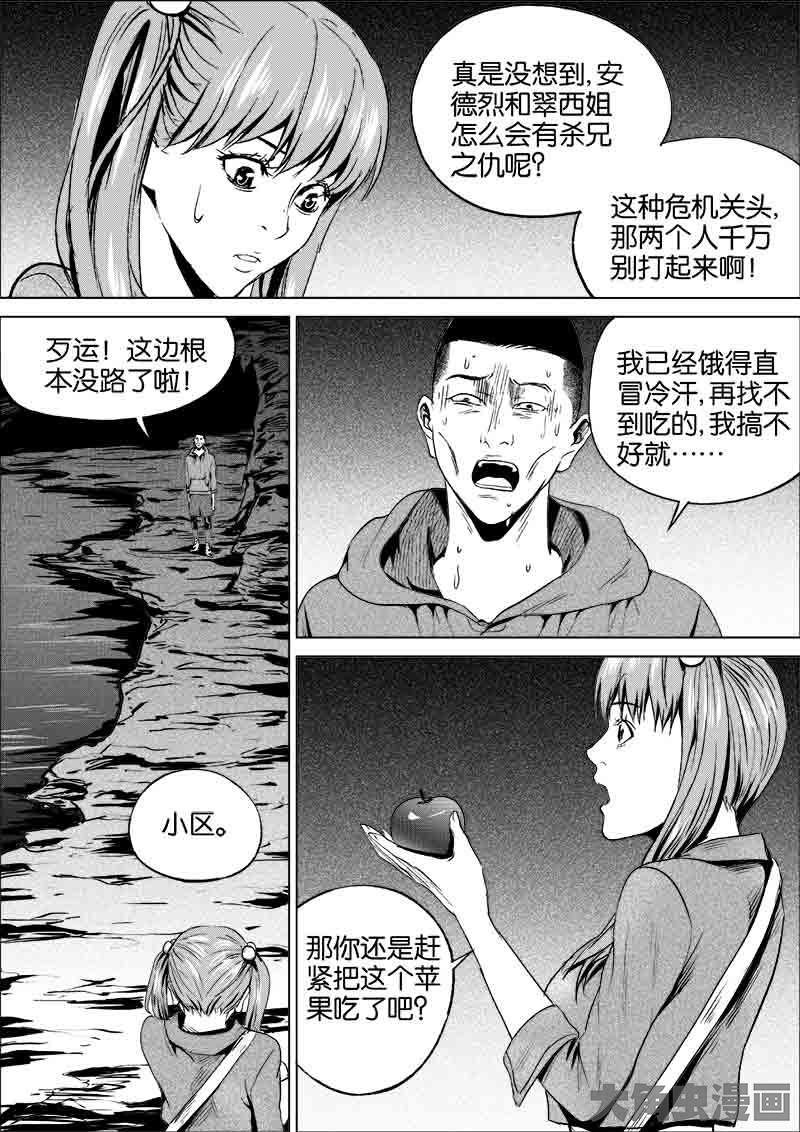 真是没想到，安
德烈和翠西姐
怎么会有杀兄
之仇呢？
这种危机关头，
那两个人千万
别打起来啊！
歹运！这边根
本没路了啦！
我已经饿得直
冒冷汗，再找不
到吃的，我搞不
好就……
小区。
那你还是赶
紧把这个苹
果吃了吧？
大角虫漫画